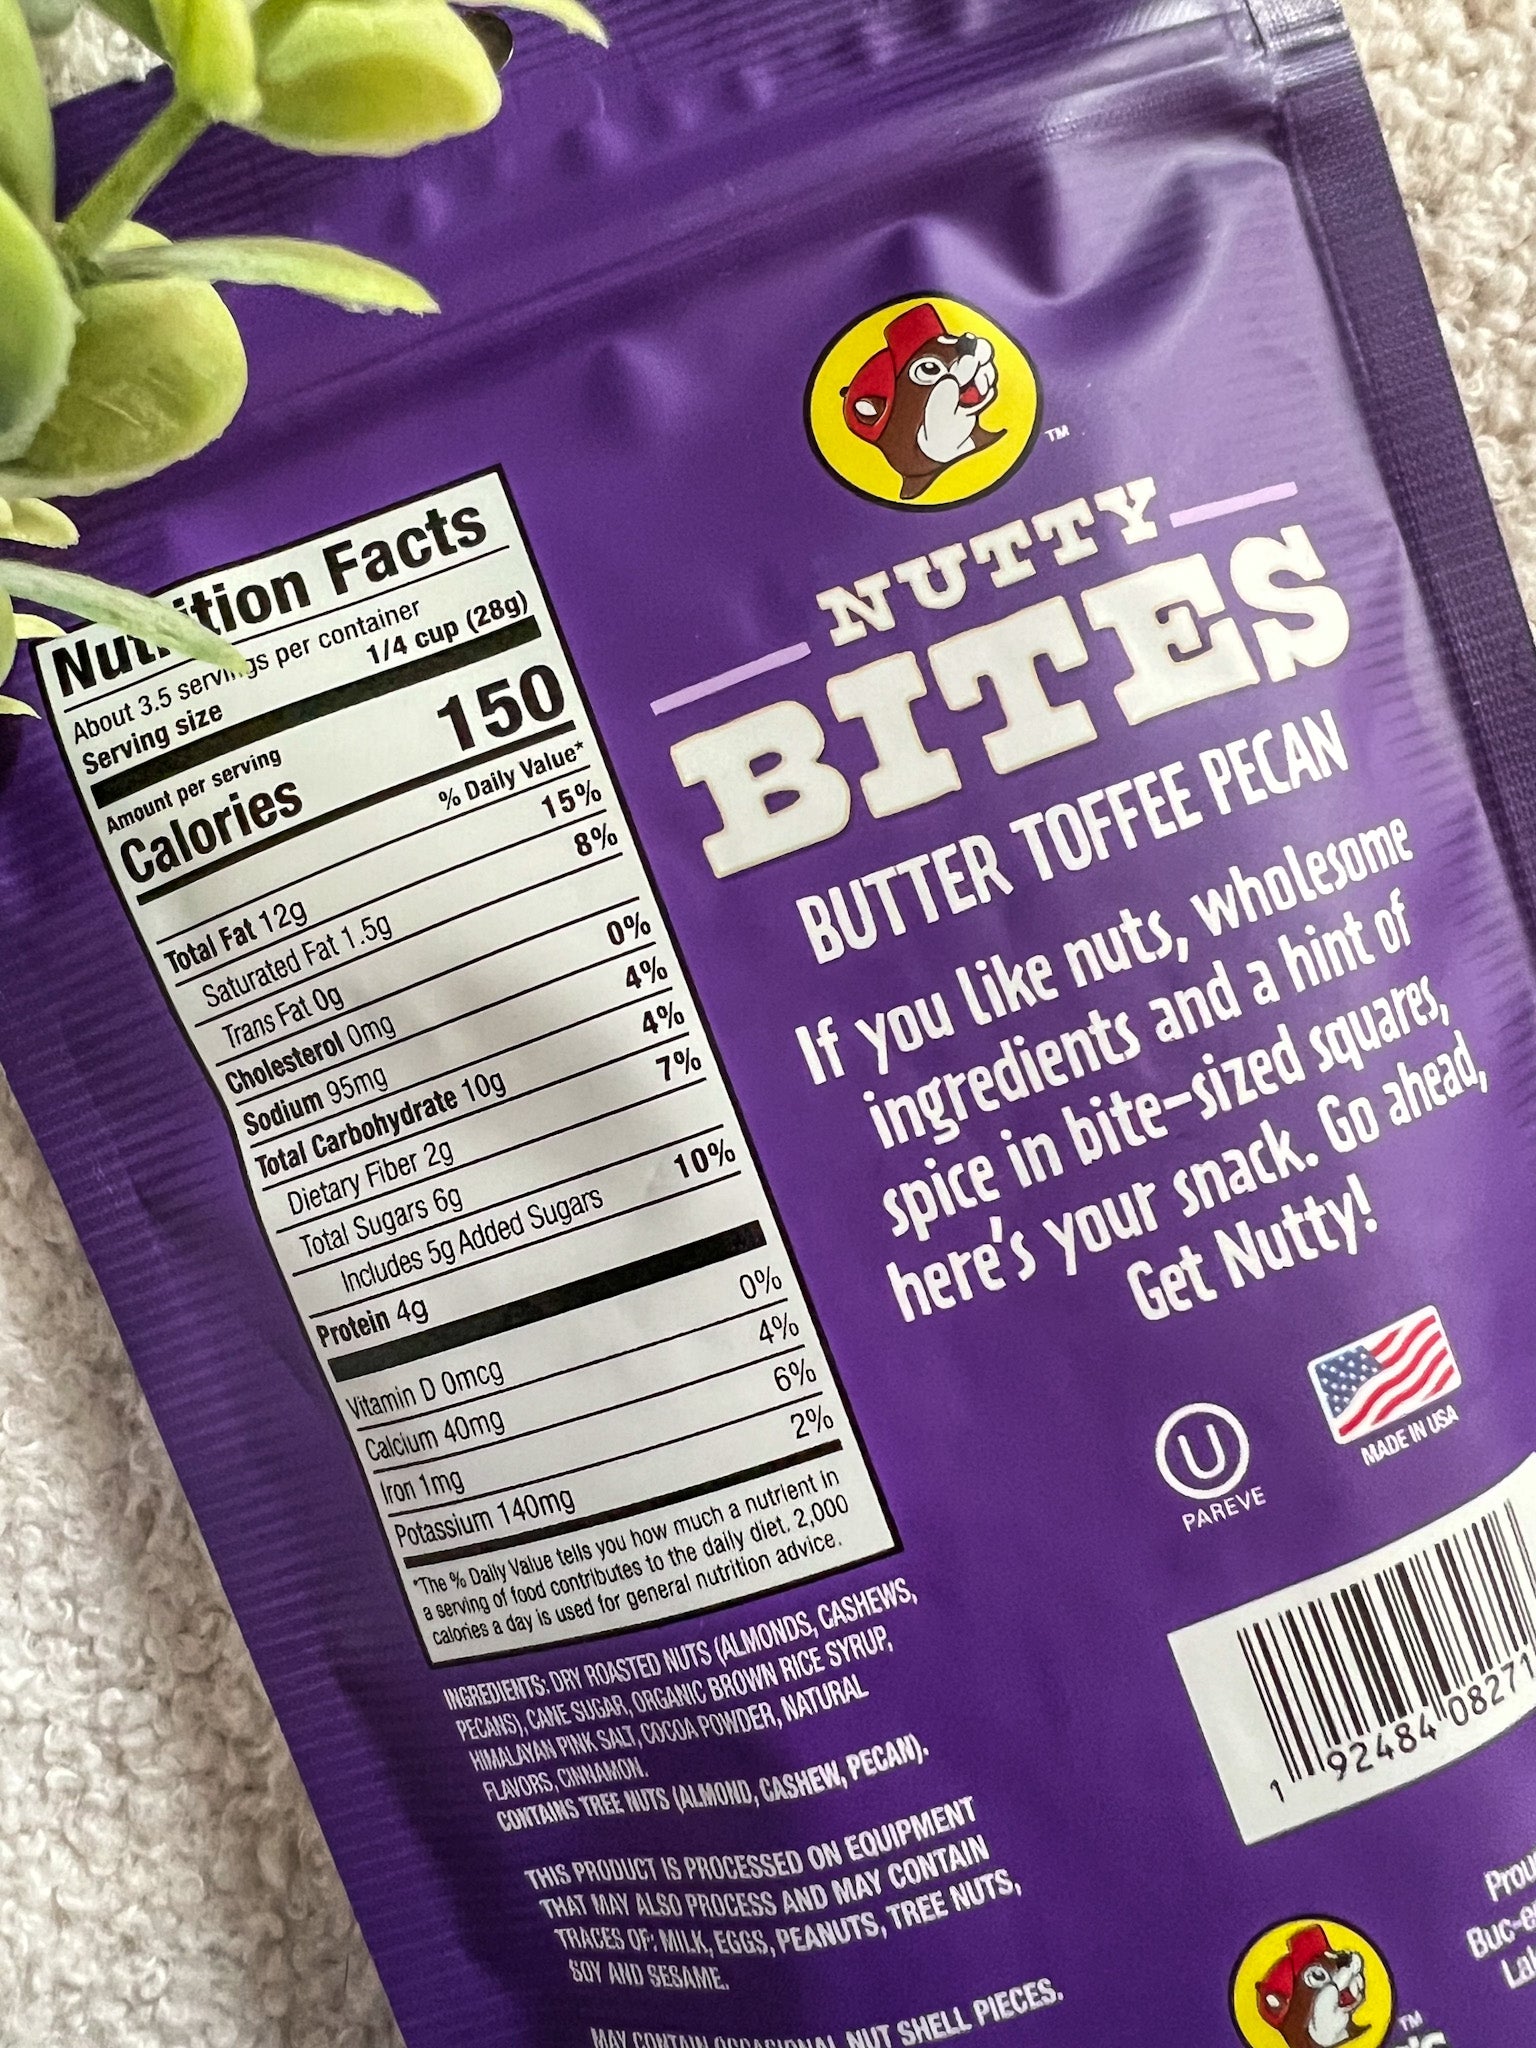 Nutrition Facts
About 3.5 servings per container
Serving size 1/4 cup (28g)
Amount per serving
Calories 150
% Daily Value*
Total Fat 12g 15%
Saturated Fat 1.5g 8%
Trans Fat 0g
Cholesterol 0mg 0%
Sodium 95mg 4%
Total Carbohydrate 10g 4%
Dietary Fiber 2g 7%
Total Sugars 6g
Includes 5g Added Sugars 10%
Protein 4g
Vitamin D 0mcg 0%
Calcium 40mg 4%
Iron 1mg 6%
Potassium 140mg 2%
*The % Daily Value tells you how much a nutrient in
a serving of food contributes to the daily diet. 2,000
calories a day is used for general nutrition advice.
INGREDIENTS: DRY ROASTED NUTS (ALMONDS, CASHEWS,
PECANS), CANE SUGAR, ORGANIC BROWN RICE SYRUP,
HIMALAYAN PINK SALT, COCOA POWDER, NATURAL
FLAVORS, CINNAMON.
CONTAINS TREE NUTS (ALMOND, CASHEW, PECAN).
THIS PRODUCT IS PROCESSED ON EQUIPMENT
THAT MAY ALSO PROCESS AND MAY CONTAIN
TRACES OF: MILK, EGGS, PEANUTS, TREE NUTS,
SOY AND SESAME.
MAY CONTAIN OCCASIONAL NUT SHELL PIECES.
TM
NUTTY
BITES
BUTTER TOFFEE PECAN
If you like nuts, wholesome
ingredients and a hint of
spice in bite-sized squares,
here's your snack. Go ahead,
Get Nutty!
U
PAREVE
MADE IN USA
1 92484 08271
TM